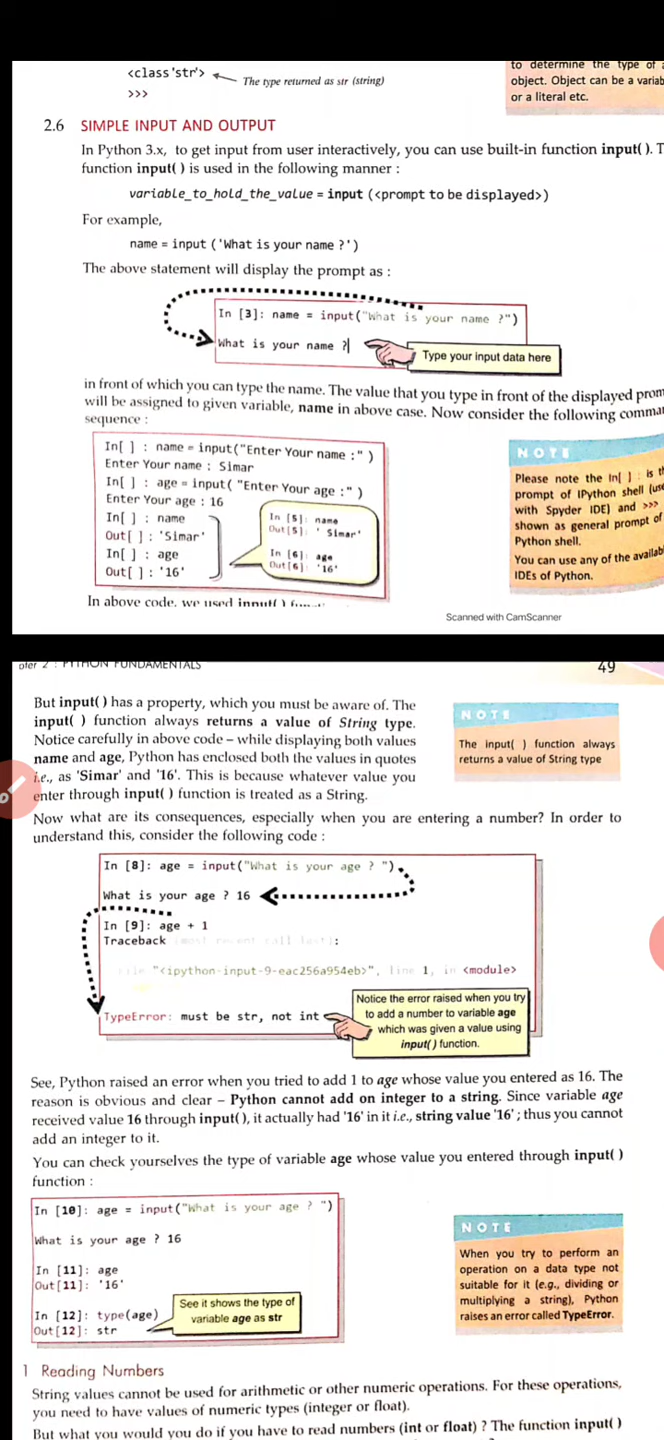 <class'str'>
The type returned as str (string)
>>>
to determine the type of
object. Object can be a variab
or a literal etc.
2.6 SIMPLE INPUT AND OUTPUT
In Python 3.x, to get input from user interactively, you can use built-in function input( ). T
function input( ) is used in the following manner :
variable_to_hold_the_value = input (<prompt to be displayed>)
For example,
name = input ('What is your name ?')
The above statement will display the prompt as :
In [3]: name = input("What is your name ?")
What is your name ?
Type your input data here
in front of which you can type the name. The value that you type in front of the displayed prom
will be assigned to given variable, name in above case. Now consider the following comma
sequence :
In[ ] : name = input("Enter Your name :" )
Enter Your name : Simar
In[ ] : age = input( "Enter Your age :" )
Enter Your age : 16
In[ ] : name
Out[ ] : 'Simar'
In[ ] : age
Out[ ] : '16'
In [5]: name
Out[5]: ' Simar'
In [6]: age
Out[6]: '16'
NOTE
Please note the In[ ] : is th
prompt of IPython shell (use
with Spyder IDE) and >>>
shown as general prompt of
Python shell.
You can use any of the availab
IDEs of Python.
In above code, we used input( )
Scanned with CamScanner
pter 2 : PYTHON FUNDAMENTALS
49
But input( ) has a property, which you must be aware of. The
input( ) function always returns a value of String type.
Notice carefully in above code – while displaying both values
name and age, Python has enclosed both the values in quotes
i.e., as 'Simar' and '16'. This is because whatever value you
enter through input( ) function is treated as a String.
NOTE
The input( ) function always
returns a value of String type
Now what are its consequences, especially when you are entering a number? In order to
understand this, consider the following code :
In [8]: age = input("What is your age ? ")
What is your age ? 16
In [9]: age + 1
Traceback (most recent call last):
File "<ipython-input-9-eac256a954eb>", line 1, in <module>
TypeError: must be str, not int
Notice the error raised when you try
to add a number to variable age
which was given a value using
input( ) function.
See, Python raised an error when you tried to add 1 to age whose value you entered as 16. The
reason is obvious and clear – Python cannot add on integer to a string. Since variable age
received value 16 through input( ), it actually had '16' in it i.e., string value '16' ; thus you cannot
add an integer to it.
You can check yourselves the type of variable age whose value you entered through input( )
function :
In [10]: age = input("What is your age ? ")
What is your age ? 16
In [11]: age
Out[11]: '16'
In [12]: type(age)
Out[12]: str
See it shows the type of
variable age as str
NOTE
When you try to perform an
operation on a data type not
suitable for it (e.g., dividing or
multiplying a string), Python
raises an error called TypeError.
1 Reading Numbers
String values cannot be used for arithmetic or other numeric operations. For these operations,
you need to have values of numeric types (integer or float).
But what you would you do if you have to read numbers (int or float) ? The function input( )